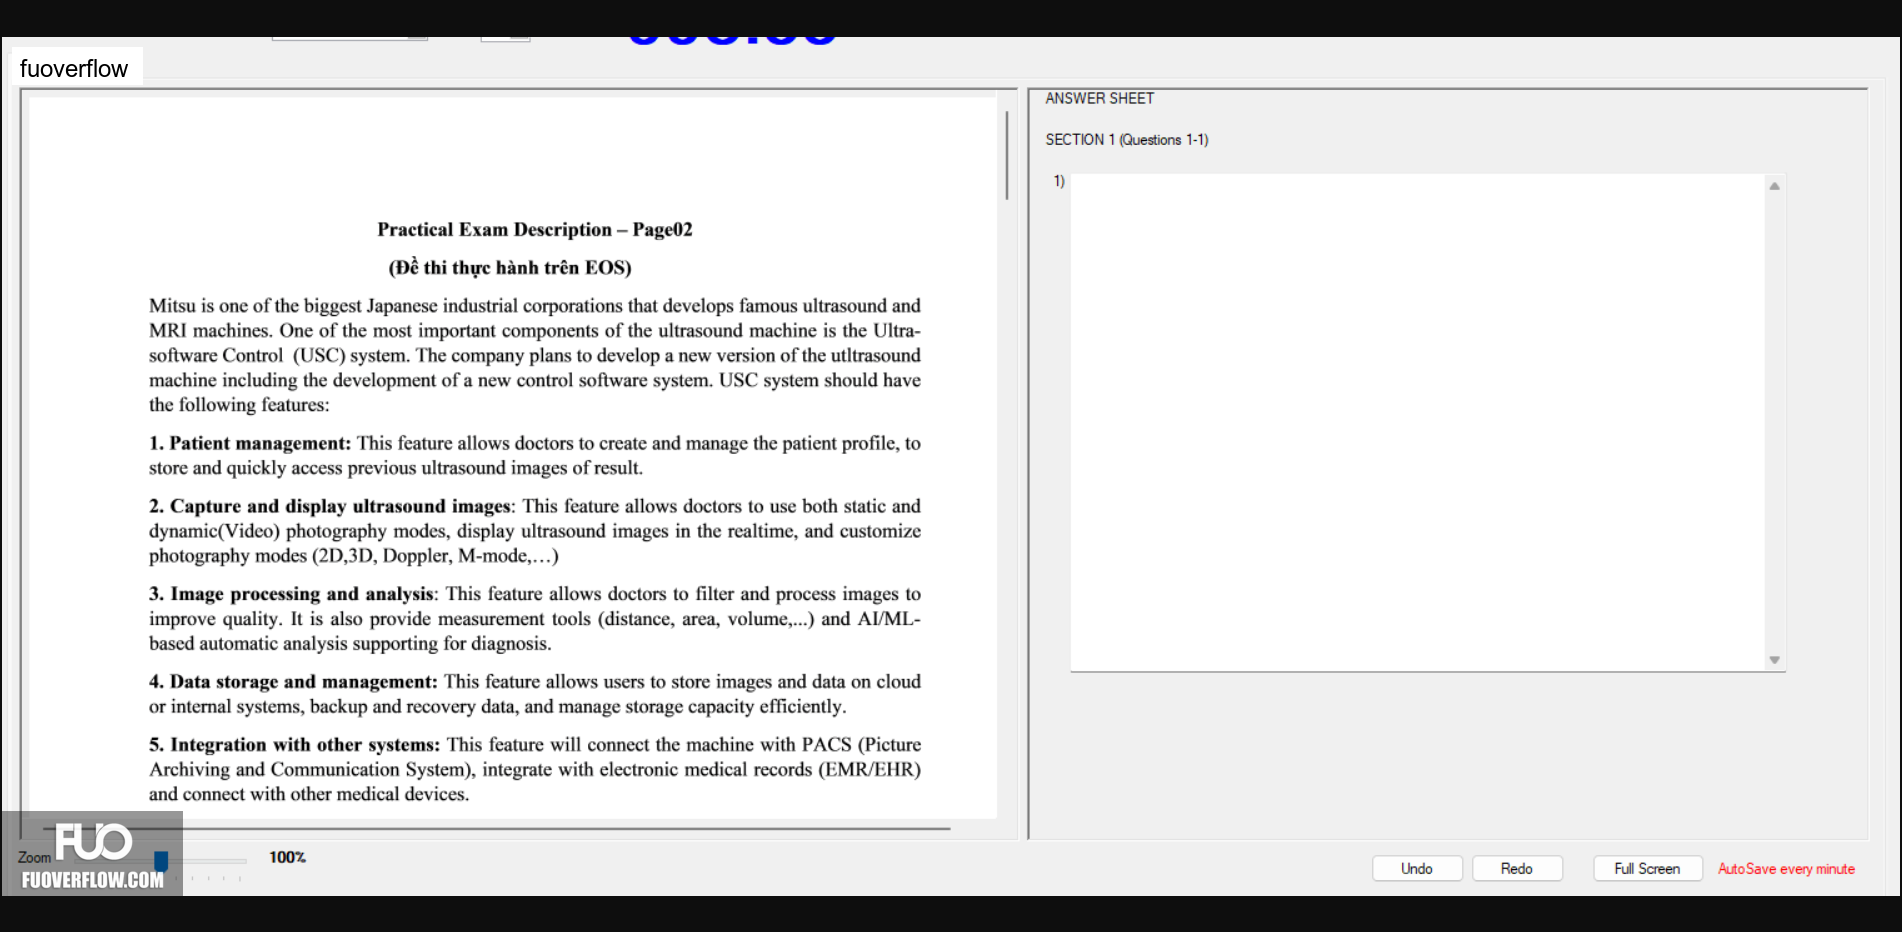 fuoverflow
Practical Exam Description – Page02
(Đề thi thực hành trên EOS)
Mitsu is one of the biggest Japanese industrial corporations that develops famous ultrasound and
MRI machines. One of the most important components of the ultrasound machine is the Ultra-
software Control (USC) system. The company plans to develop a new version of the utltrasound
machine including the development of a new control software system. USC system should have
the following features:
1. Patient management: This feature allows doctors to create and manage the patient profile, to
store and quickly access previous ultrasound images of result.
2. Capture and display ultrasound images: This feature allows doctors to use both static and
dynamic(Video) photography modes, display ultrasound images in the realtime, and customize
photography modes (2D,3D, Doppler, M-mode,…)
3. Image processing and analysis: This feature allows doctors to filter and process images to
improve quality. It is also provide measurement tools (distance, area, volume,...) and AI/ML-
based automatic analysis supporting for diagnosis.
4. Data storage and management: This feature allows users to store images and data on cloud
or internal systems, backup and recovery data, and manage storage capacity efficiently.
5. Integration with other systems: This feature will connect the machine with PACS (Picture
Archiving and Communication System), integrate with electronic medical records (EMR/EHR)
and connect with other medical devices.
ANSWER SHEET
SECTION 1 (Questions 1-1)
1)
Zoom
100%
FUO
FUOVERFLOW.COM
Undo
Redo
Full Screen
AutoSave every minute